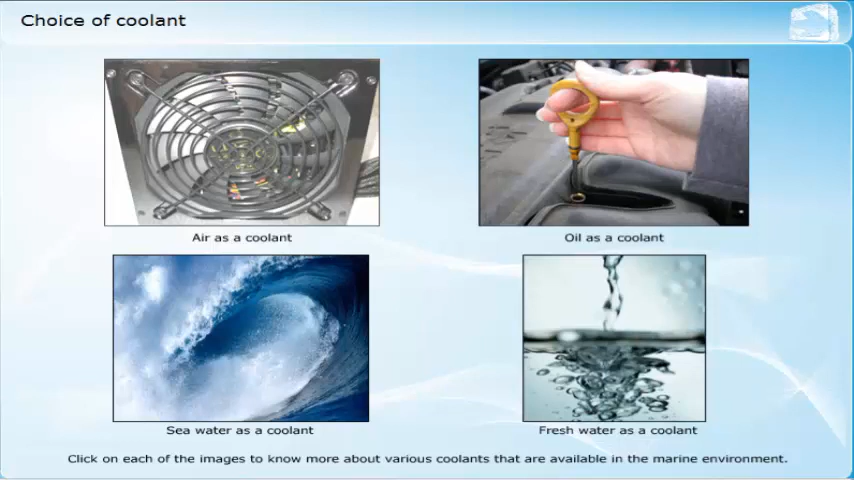 Choice of coolant
Air as a coolant
Oil as a coolant
Sea water as a coolant
Fresh water as a coolant
Click on each of the images to know more about various coolants that are available in the marine environment.